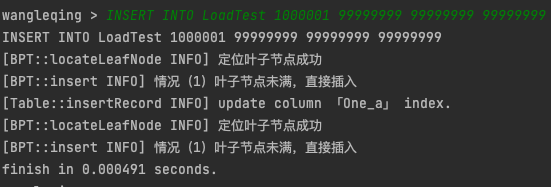 wangleqing > INSERT INTO LoadTest 1000001 99999999 99999999 99999999
INSERT INTO LoadTest 1000001 99999999 99999999 99999999
[BPT::locateLeafNode INFO] 定位叶子节点成功
[BPT::insert INFO] 情况（1）叶子节点未满，直接插入
[Table::insertRecord INFO] update column 「One_a」 index.
[BPT::locateLeafNode INFO] 定位叶子节点成功
[BPT::insert INFO] 情况（1）叶子节点未满，直接插入
finish in 0.000491 seconds.